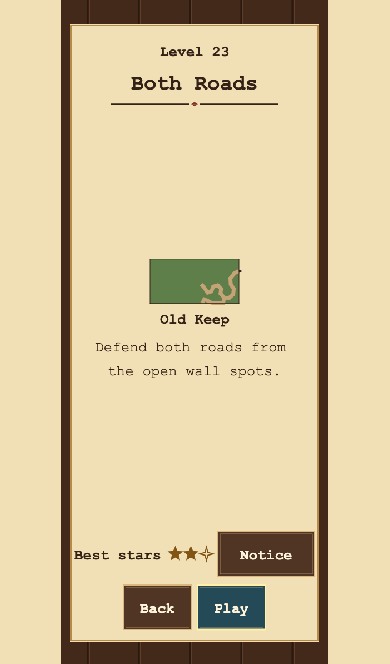 Level 23
Both Roads
Old Keep
Defend both roads from
the open wall spots.
Best stars
Notice
Back
Play